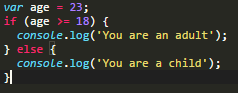 var age = 23;
if (age >= 18) {
  console.log('You are an adult');
} else {
  console.log('You are a child');
}